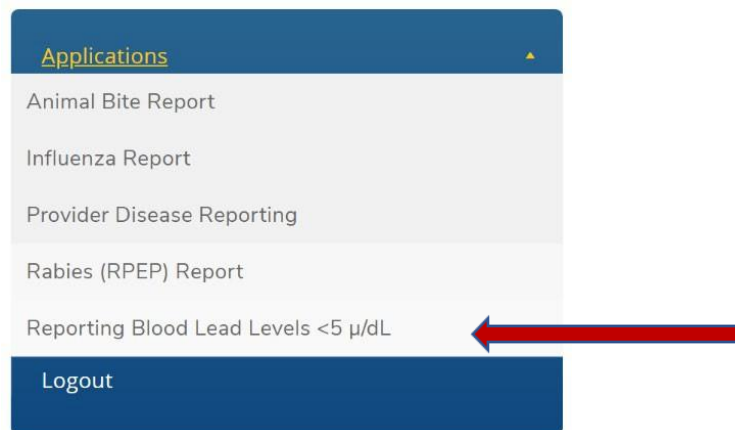 Applications
Animal Bite Report
Influenza Report
Provider Disease Reporting
Rabies (RPEP) Report
Reporting Blood Lead Levels <5 µ/dL
Logout